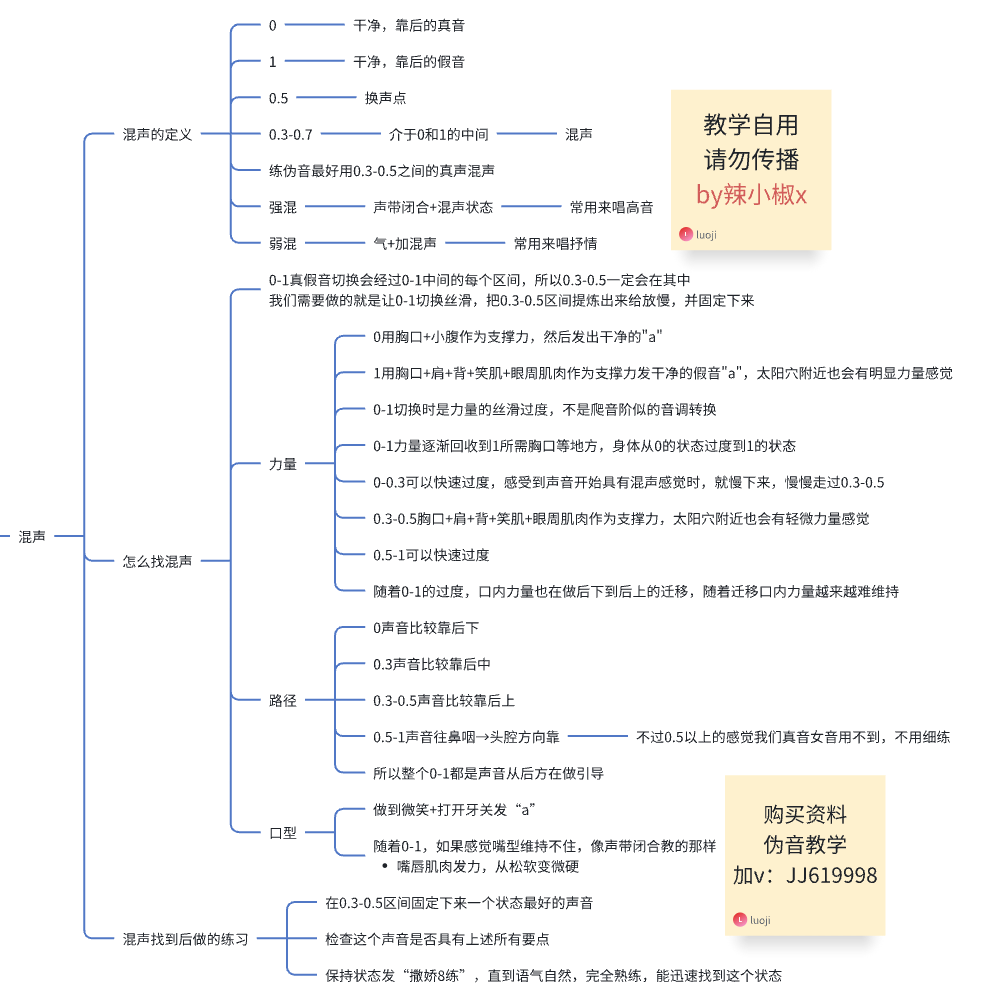 混声
混声的定义
0
干净，靠后的真音
1
干净，靠后的假音
0.5
换声点
0.3-0.7
介于0和1的中间
混声
练伪音最好用0.3-0.5之间的真声混声
强混
声带闭合+混声状态
常用来唱高音
弱混
气+加混声
常用来唱抒情
教学自用
请勿传播
by辣小椒x
L luoji
怎么找混声
0-1真假音切换会经过0-1中间的每个区间，所以0.3-0.5一定会在其中
我们需要做的就是让0-1切换丝滑，把0.3-0.5区间提炼出来给放慢，并固定下来
力量
0用胸口+小腹作为支撑力，然后发出干净的"a"
1用胸口+肩+背+笑肌+眼周肌肉作为支撑力发干净的假音"a"，太阳穴附近也会有明显力量感觉
0-1切换时是力量的丝滑过度，不是爬音阶似的音调转换
0-1力量逐渐回收到1所需胸口等地方，身体从0的状态过度到1的状态
0-0.3可以快速过度，感受到声音开始具有混声感觉时，就慢下来，慢慢走过0.3-0.5
0.3-0.5胸口+肩+背+笑肌+眼周肌肉作为支撑力，太阳穴附近也会有轻微力量感觉
0.5-1可以快速过度
随着0-1的过度，口内力量也在做后下到后上的迁移，随着迁移口内力量越来越难维持
路径
0声音比较靠后下
0.3声音比较靠后中
0.3-0.5声音比较靠后上
0.5-1声音往鼻咽→头腔方向靠
不过0.5以上的感觉我们真音女音用不到，不用细练
所以整个0-1都是声音从后方在做引导
口型
做到微笑+打开牙关发“a”
随着0-1，如果感觉嘴型维持不住，像声带闭合教的那样
• 嘴唇肌肉发力，从松软变微硬
购买资料
伪音教学
加v：JJ619998
L luoji
混声找到后做的练习
在0.3-0.5区间固定下来一个状态最好的声音
检查这个声音是否具有上述所有要点
保持状态发“撒娇8练”，直到语气自然，完全熟练，能迅速找到这个状态